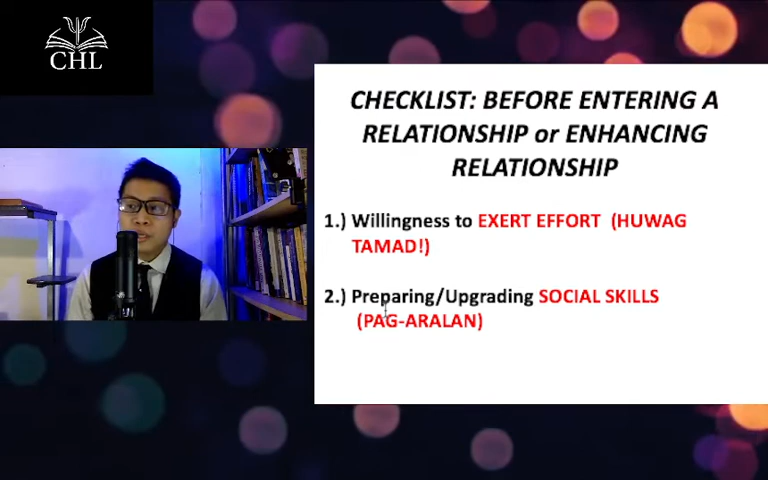 CHL
CHECKLIST: BEFORE ENTERING A
RELATIONSHIP or ENHANCING
RELATIONSHIP
1.) Willingness to EXERT EFFORT (HUWAG
TAMAD!)
2.) Preparing/Upgrading SOCIAL SKILLS
(PAG-ARALAN)